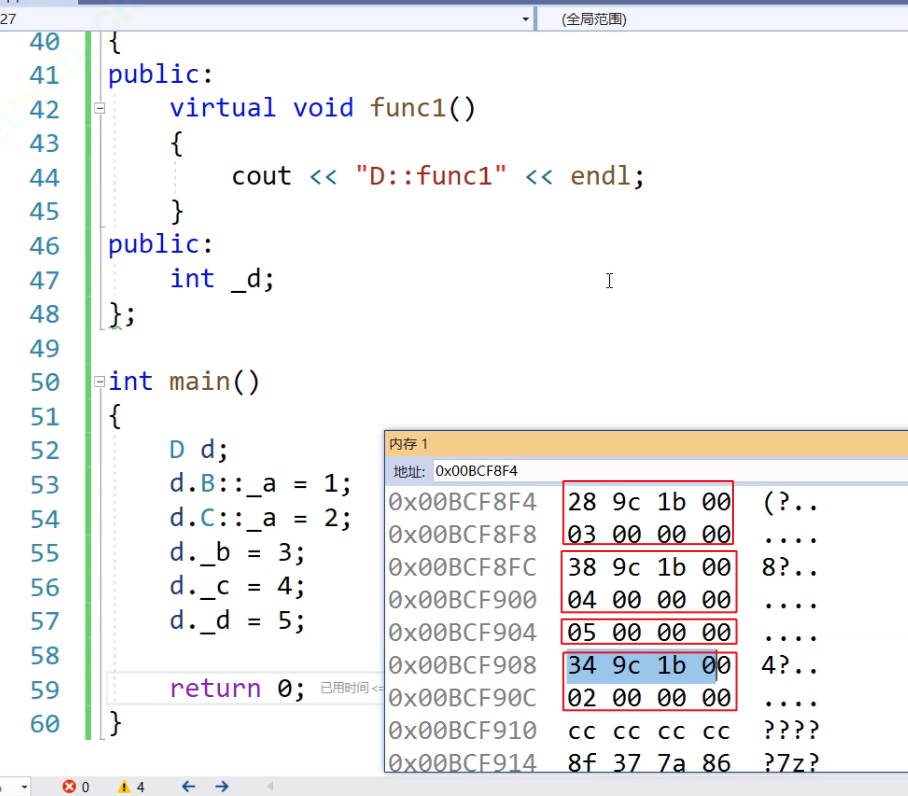 27
(全局范围)
40 {
41 public:
42 virtual void func1()
43 {
44 cout << "D::func1" << endl;
45 }
46 public:
47 int _d;
48 };
49
50 int main()
51 {
52 D d;
53 d.B::_a = 1;
54 d.C::_a = 2;
55 d._b = 3;
56 d._c = 4;
57 d._d = 5;
58
59 return 0; 已用时间 <=
60 }
内存 1
地址: 0x00BCF8F4
0x00BCF8F4 28 9c 1b 00 (?..
0x00BCF8F8 03 00 00 00 ....
0x00BCF8FC 38 9c 1b 00 8?..
0x00BCF900 04 00 00 00 ....
0x00BCF904 05 00 00 00 ....
0x00BCF908 34 9c 1b 00 4?..
0x00BCF90C 02 00 00 00 ....
0x00BCF910 cc cc cc cc ????
0x00BCF914 8f 37 7a 86 ?7z?
0 4